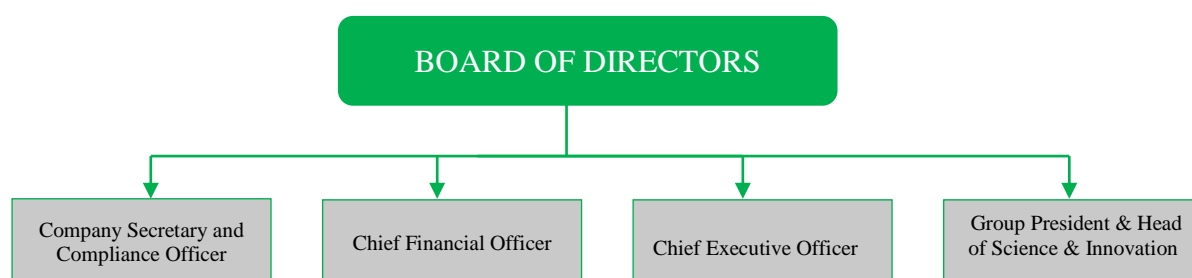 BOARD OF DIRECTORS
Company Secretary and
Compliance Officer
Chief Financial Officer
Chief Executive Officer
Group President & Head
of Science & Innovation